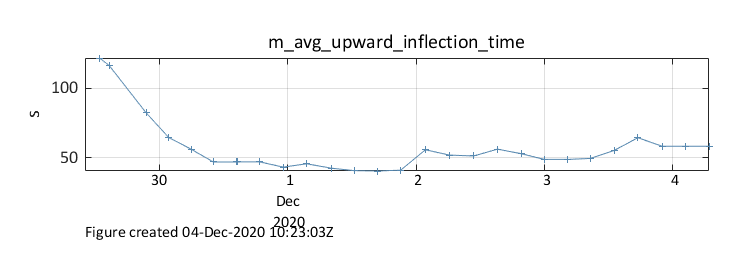 m_avg_upward_inflection_time
100
s
50
30 1 2 3 4
Dec
2020
Figure created 04-Dec-2020 10:23:03Z